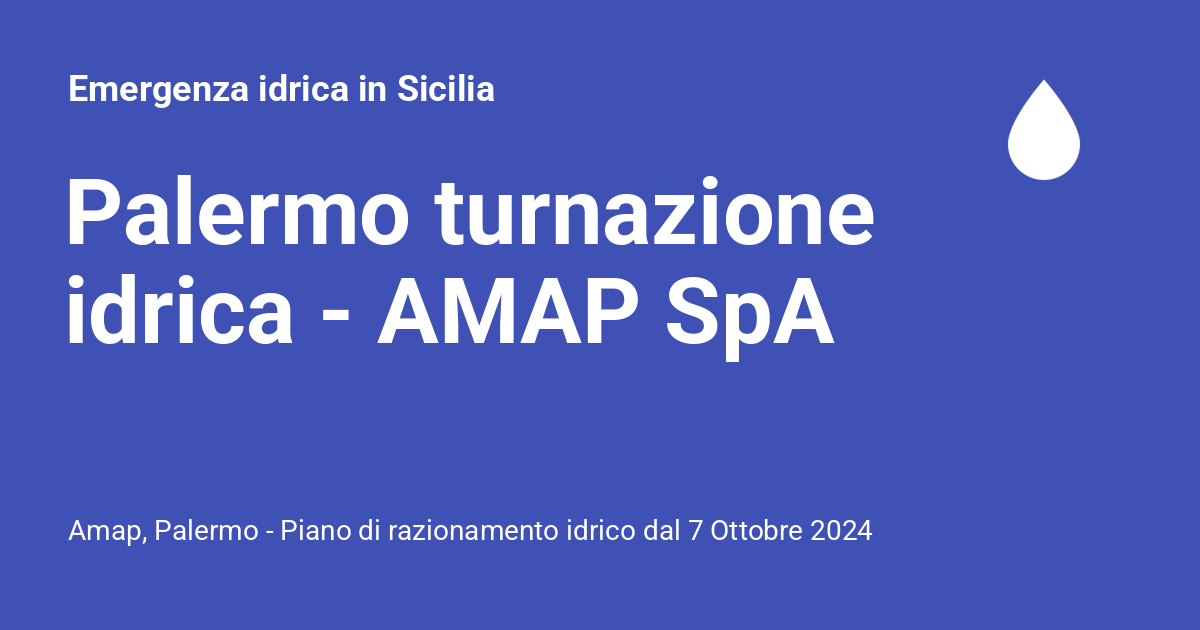 Emergenza idrica in Sicilia
Palermo turnazione
idrica - AMAP SpA
Amap, Palermo - Piano di razionamento idrico dal 7 Ottobre 2024